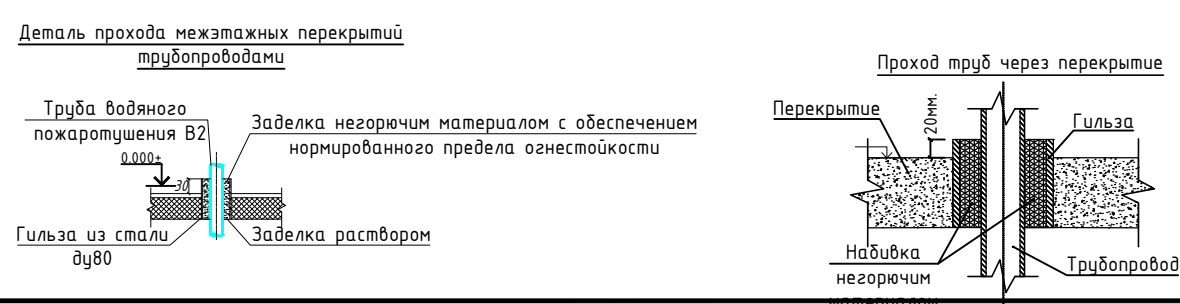 Деталь прохода межэтажных перекрытий
трубопроводами
Труба водяного
пожаротушения В2
0.000+
30
Заделка негорючим материалом с обеспечением
нормированного предела огнестойкости
Гильза из стали
ду80
Заделка раствором
Проход труб через перекрытие
Перекрытие
20мм.
Гильза
Набивка
негорючим
материалом
Трубопровод